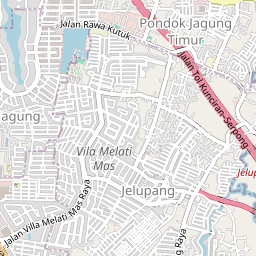 Pondok Jagung
Timur
Jalan Rawa Kutuk
Jalan Tol Kunciran-Serpong
agung
Vila Melati
Mas
Jelupang
Jelup
Jalan Villa Melati Mas Raya
g Raya